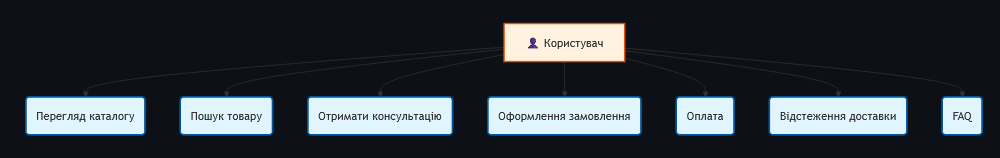 Користувач
Перегляд каталогу
Пошук товару
Отримати консультацію
Оформлення замовлення
Оплата
Відстеження доставки
FAQ